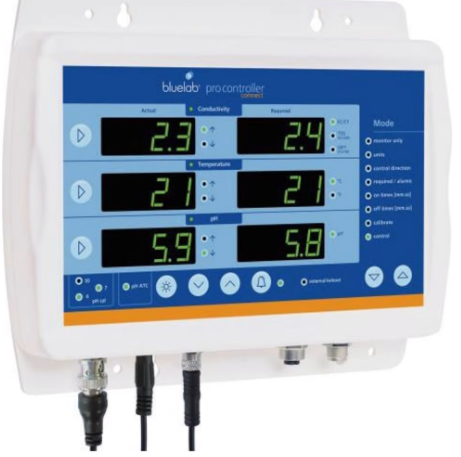 bluelab pro controller
connect
Actual Conductivity Required
2.3 2.4
EC CF
Temperature
21 21
°C
°F
pH
5.9 5.8
pH
Mode
monitor only
units
control direction
required / alarms
on times [mm:ss]
off times [mm:ss]
calibrate
control
10
7
4
pH cal
pH ATC
external lockout